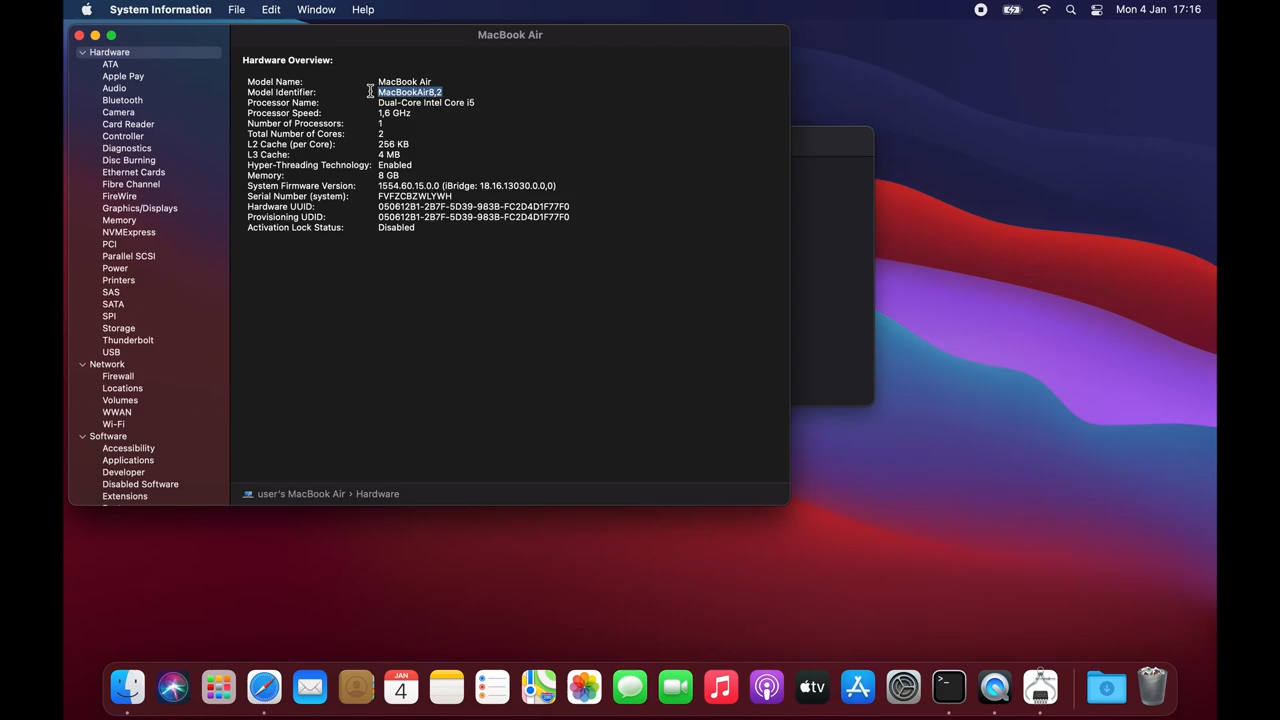 System Information File Edit Window Help Mon 4 Jan 17:16
MacBook Air
Hardware
ATA
Apple Pay
Audio
Bluetooth
Camera
Card Reader
Controller
Diagnostics
Disc Burning
Ethernet Cards
Fibre Channel
FireWire
Graphics/Displays
Memory
NVMExpress
PCI
Parallel SCSI
Power
Printers
SAS
SATA
SPI
Storage
Thunderbolt
USB
Network
Firewall
Locations
Volumes
WWAN
Wi-Fi
Software
Accessibility
Applications
Developer
Disabled Software
Extensions
Hardware Overview:
Model Name: MacBook Air
Model Identifier: MacBookAir8,2
Processor Name: Dual-Core Intel Core i5
Processor Speed: 1,6 GHz
Number of Processors: 1
Total Number of Cores: 2
L2 Cache (per Core): 256 KB
L3 Cache: 4 MB
Hyper-Threading Technology: Enabled
Memory: 8 GB
System Firmware Version: 1554.60.15.0.0 (iBridge: 18.16.13030.0.0,0)
Serial Number (system): FVFZCBZWLYWH
Hardware UUID: 050612B1-2B7F-5D39-983B-FC2D4D1F77F0
Provisioning UDID: 050612B1-2B7F-5D39-983B-FC2D4D1F77F0
Activation Lock Status: Disabled
user's MacBook Air › Hardware
JAN
4
tv